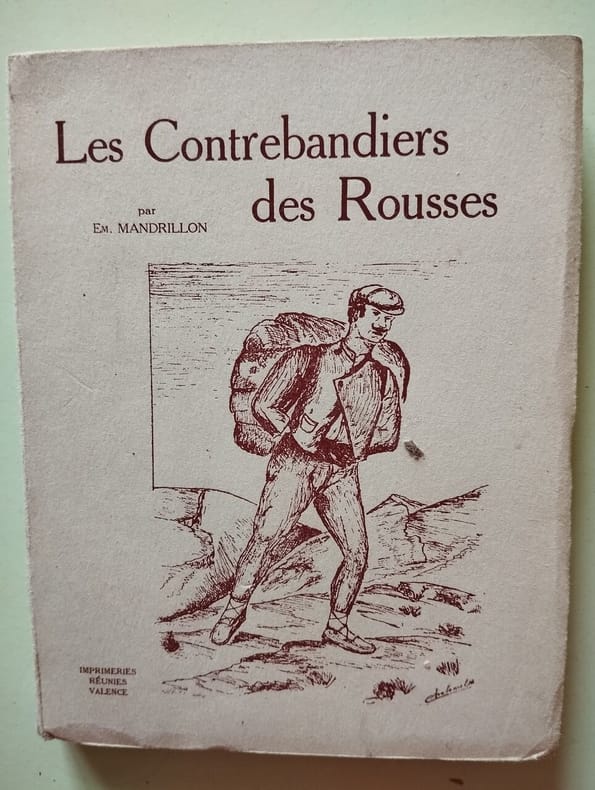 Les Contrebandiers
des Rousses
par
EM. MANDRILLON
IMPRIMERIES
RÉUNIES
VALENCE